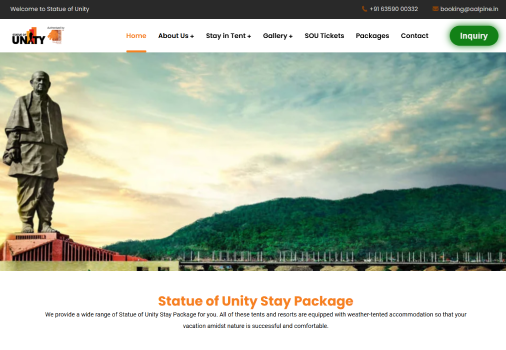 Welcome to Statue of Unity
+91 63590 00332
booking@aalpine.in
UNITY
Home
About Us +
Stay in Tent +
Gallery +
SOU Tickets
Packages
Contact
Inquiry
Statue of Unity Stay Package
We provide a wide range of Statue of Unity Stay Package for you. All of these tents and resorts are equipped with weather-tented accommodation so that your
vacation amidst nature is successful and comfortable.